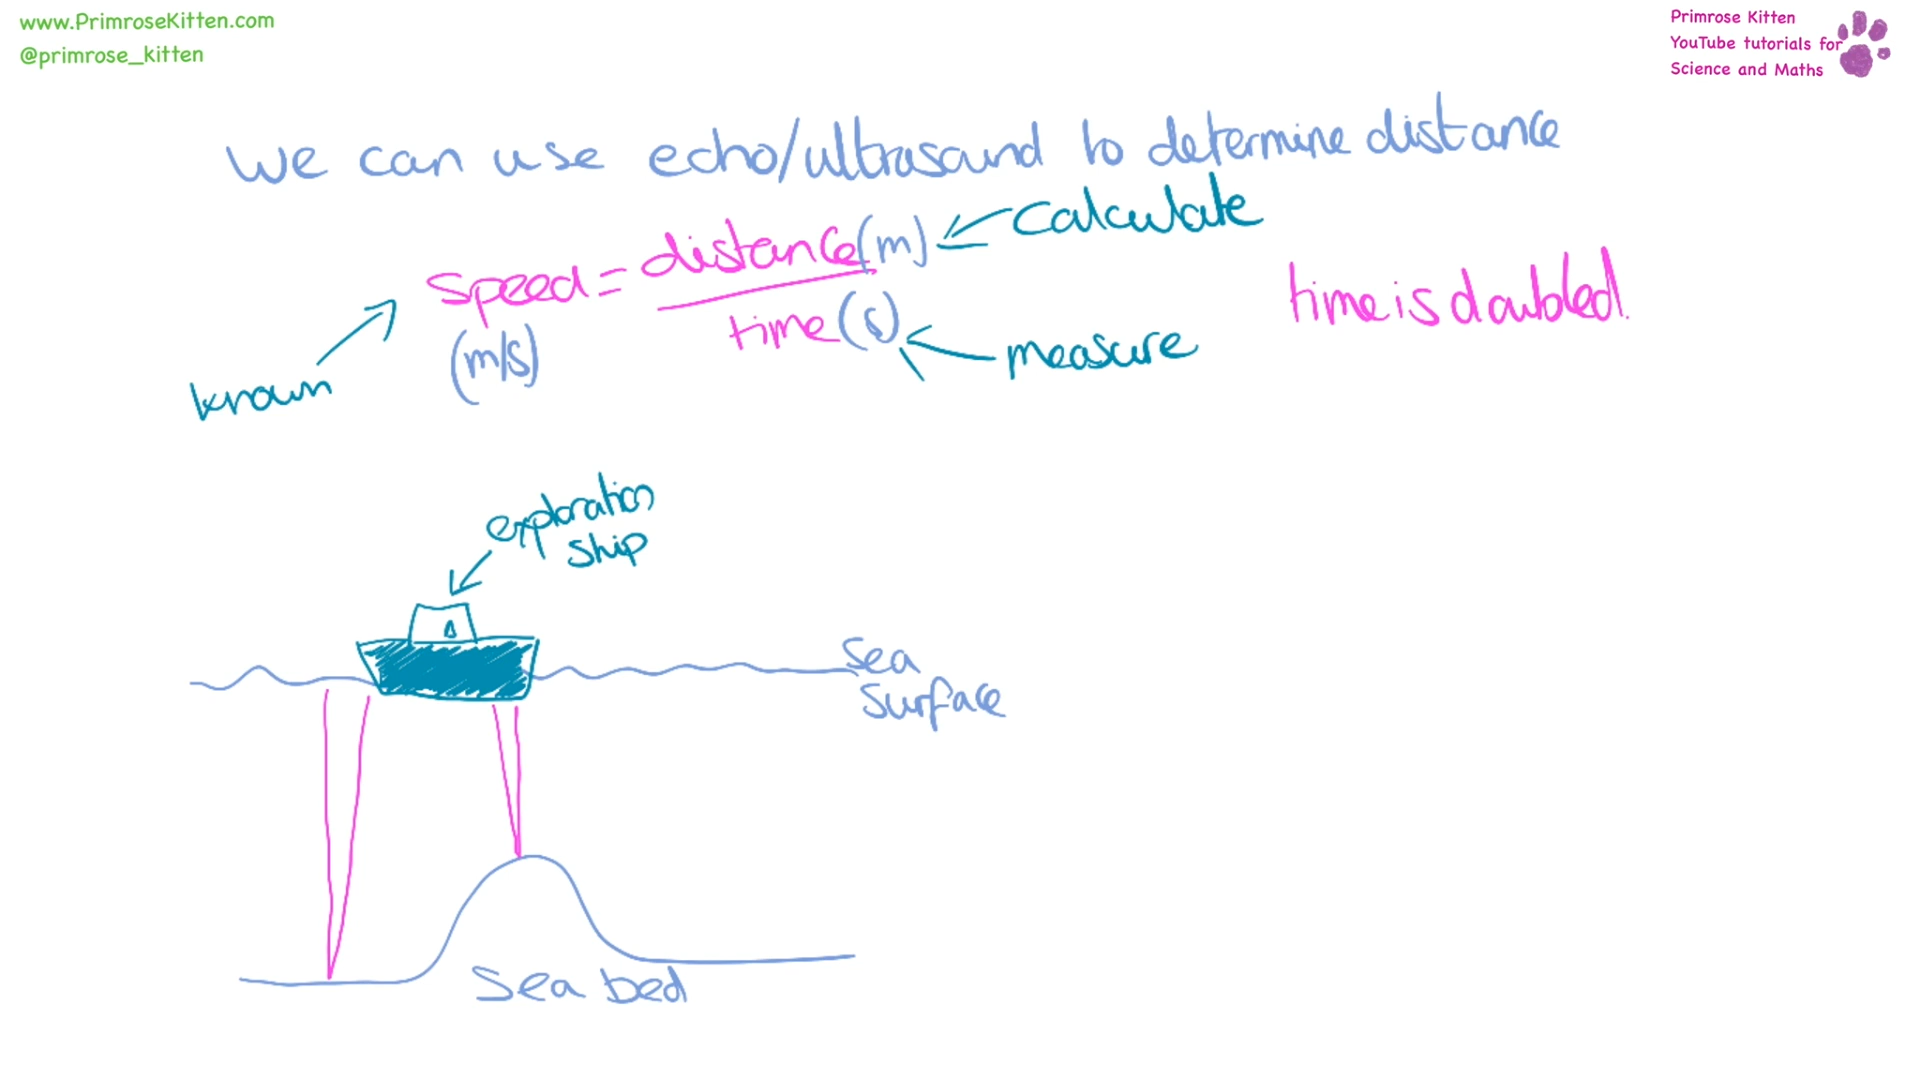 www.PrimroseKitten.com
@primrose_kitten
Primrose Kitten
YouTube tutorials for
Science and Maths
We can use echo/ultrasound to determine distance
Calculate
speed = distance (m)
time (s)
(m/s)
time is doubled.
measure
known
exploration
ship
Sea
Surface
Sea bed